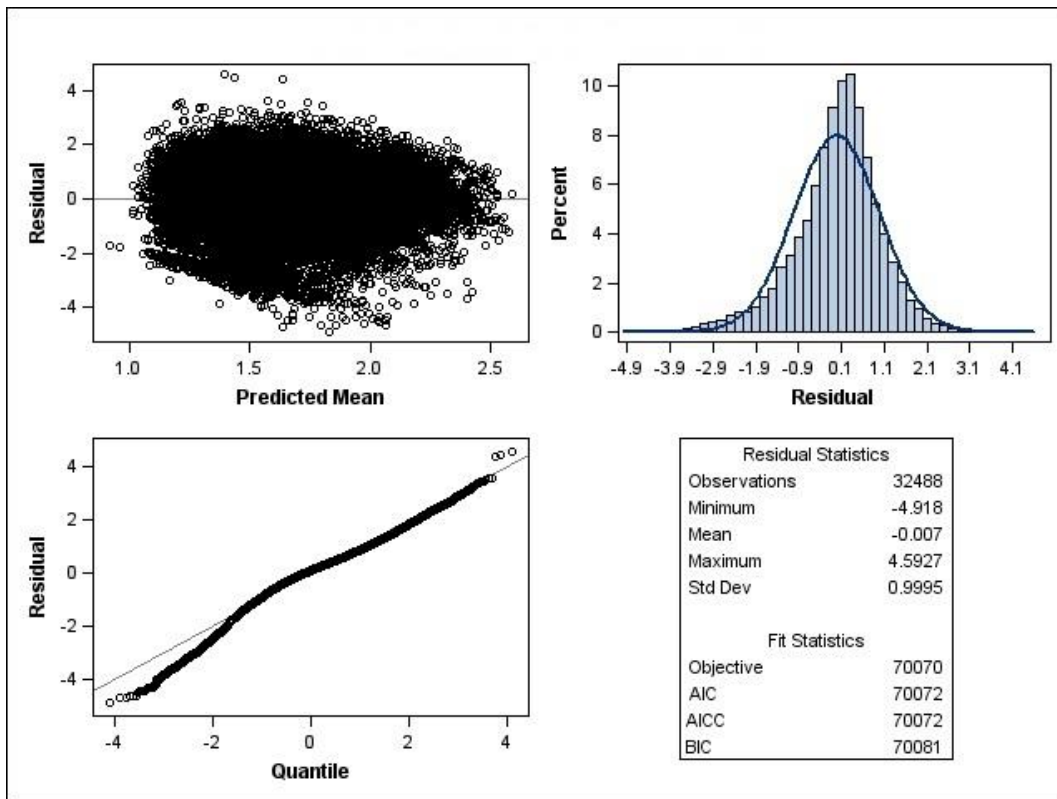 4
2
0
-2
-4
Residual
1.0 1.5 2.0 2.5
Predicted Mean
10
8
6
4
2
0
Percent
-4.9 -3.9 -2.9 -1.9 -0.9 0.1 1.1 2.1 3.1 4.1
Residual
4
2
0
-2
-4
Residual
-4 -2 0 2 4
Quantile
Residual Statistics
Observations 32488
Minimum -4.918
Mean -0.007
Maximum 4.5927
Std Dev 0.9995
Fit Statistics
Objective 70070
AIC 70072
AICC 70072
BIC 70081